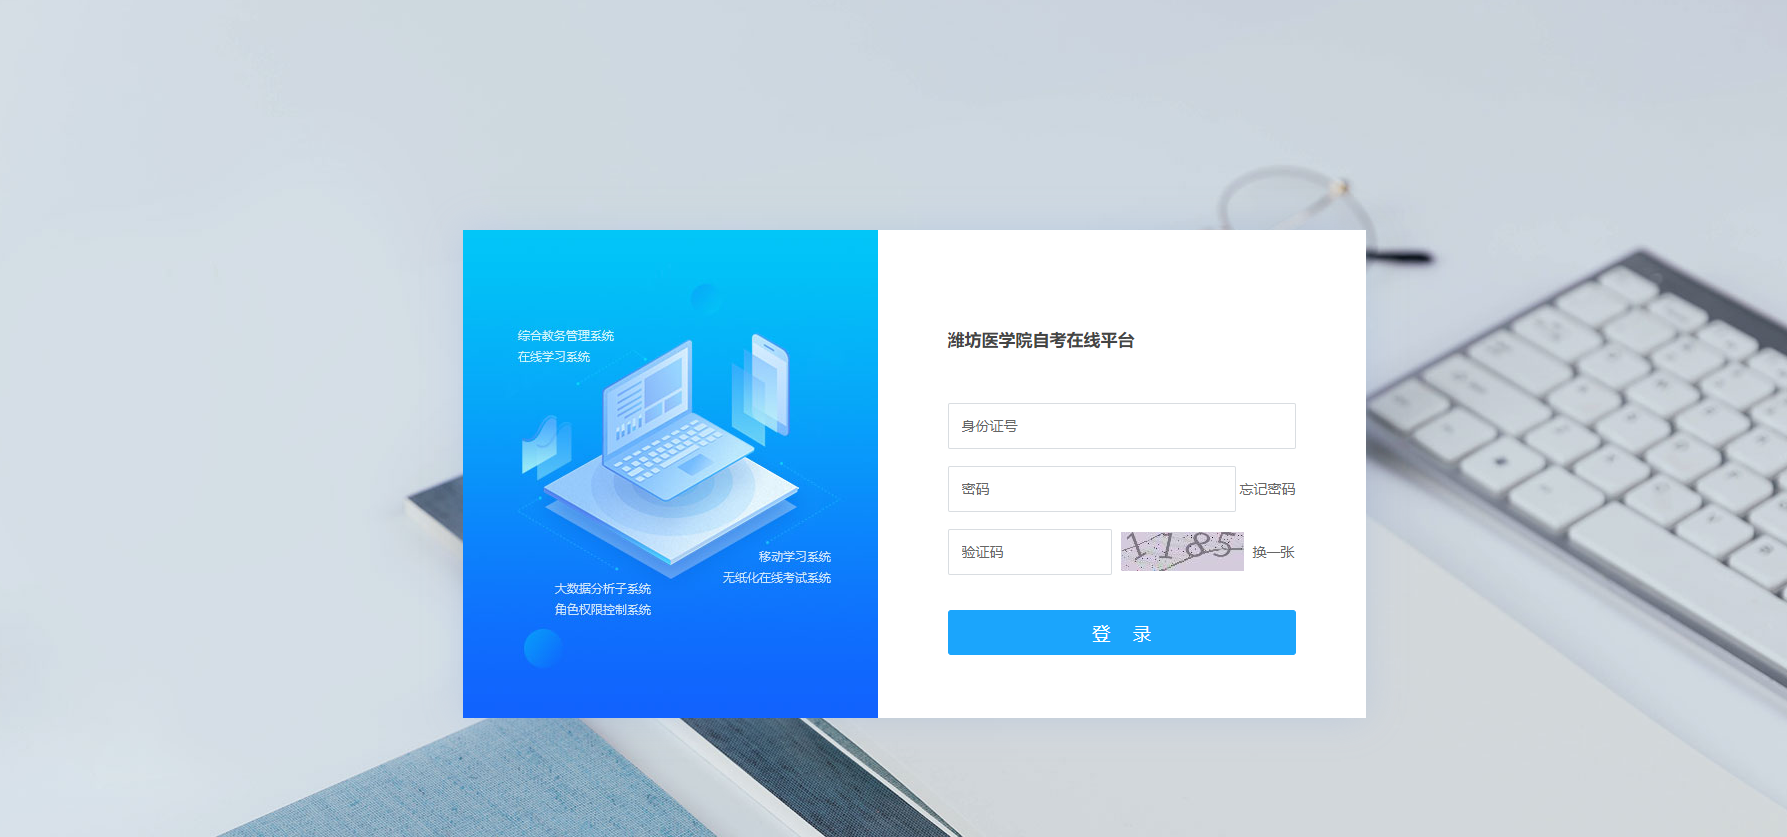 综合教务管理系统
在线学习系统
移动学习系统
无纸化在线考试系统
大数据分析子系统
角色权限控制系统
潍坊医学院自考在线平台
身份证号
密码
忘记密码
验证码
1185
换一张
登 录